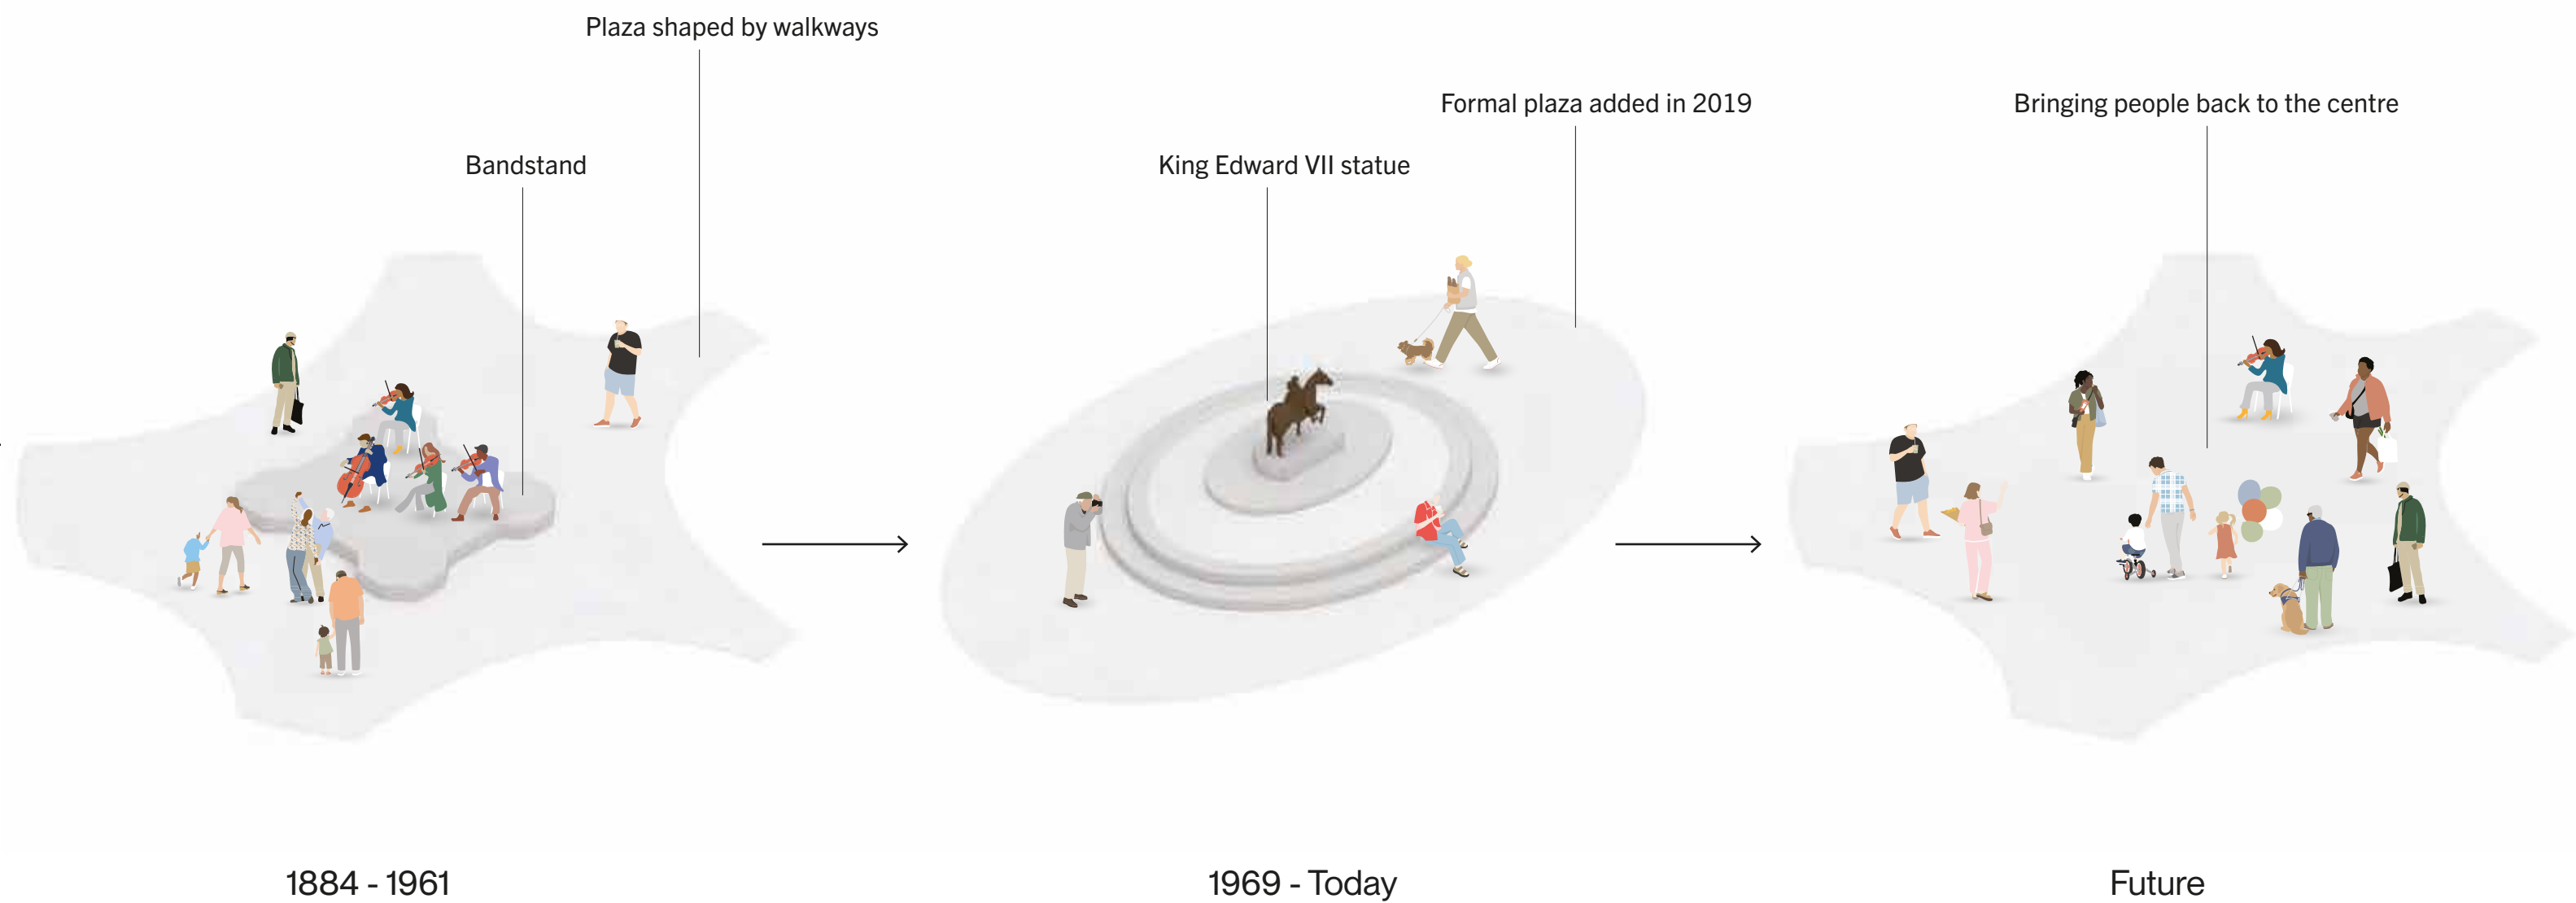 Plaza shaped by walkways
Bandstand
1884 - 1961
Formal plaza added in 2019
King Edward VII statue
1969 - Today
Bringing people back to the centre
Future